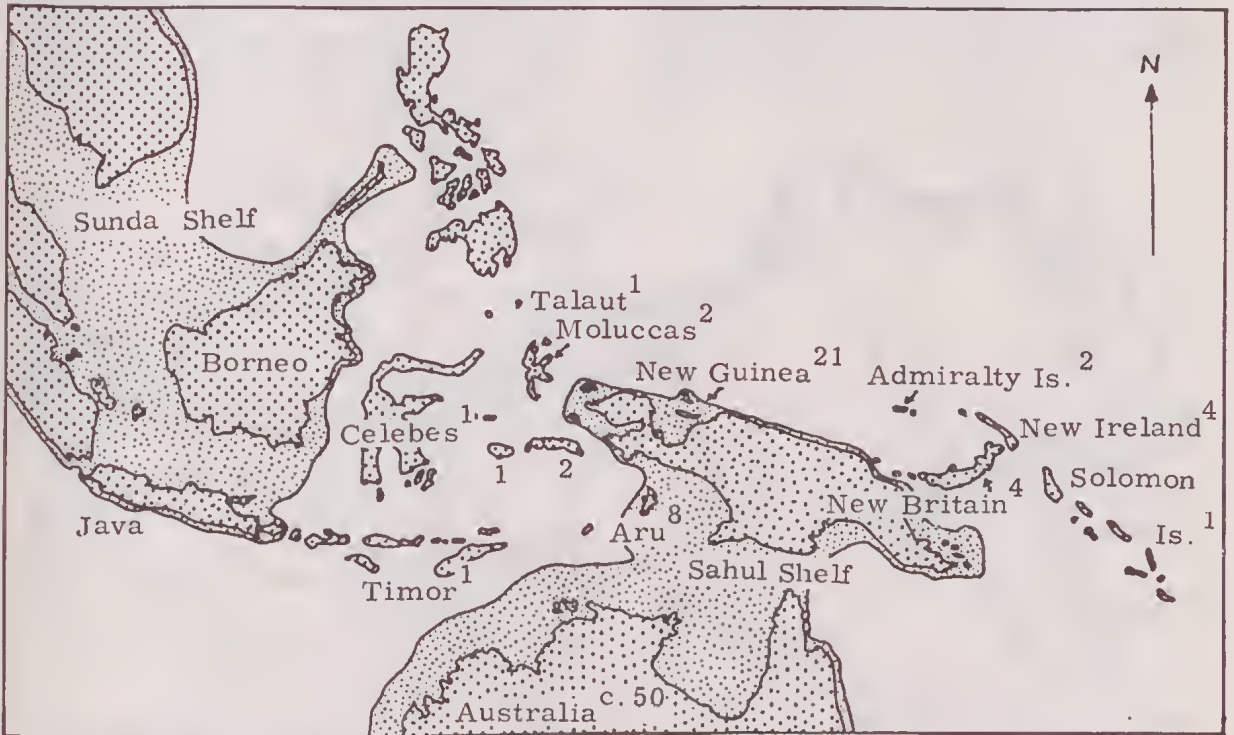 N
Sunda Shelf
Talaut 1
Moluccas 2
Borneo
New Guinea 21
Admiralty Is. 2
Celebes 1
1
2
New Ireland 4
Solomon
Is. 1
New Britain 4
Java
Aru 8
Timor 1
Sahul Shelf
Australia c. 50